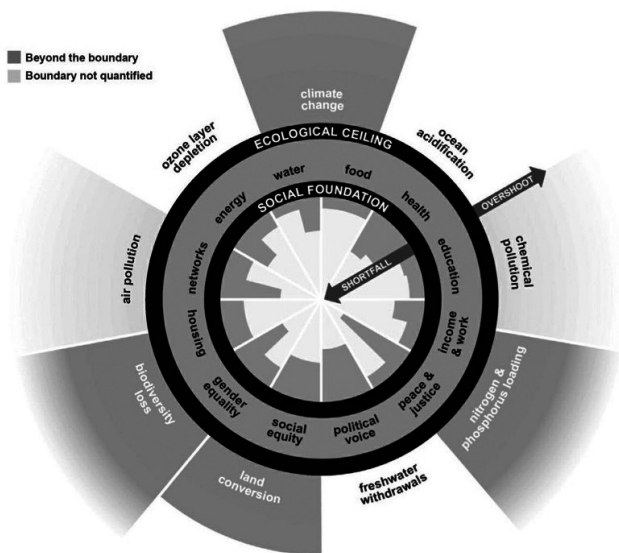 Beyond the boundary
Boundary not quantified
climate
change
ozone layer
depletion
ocean
acidification
ECOLOGICAL CEILING
water
food
energy
health
SOCIAL FOUNDATION
OVERSHOOT
networks
education
SHORTFALL
air pollution
chemical
pollution
housing
income
& work
gender
equality
peace &
justice
social
equity
political
voice
biodiversity
loss
nitrogen &
phosphorus loading
land
conversion
freshwater
withdrawals